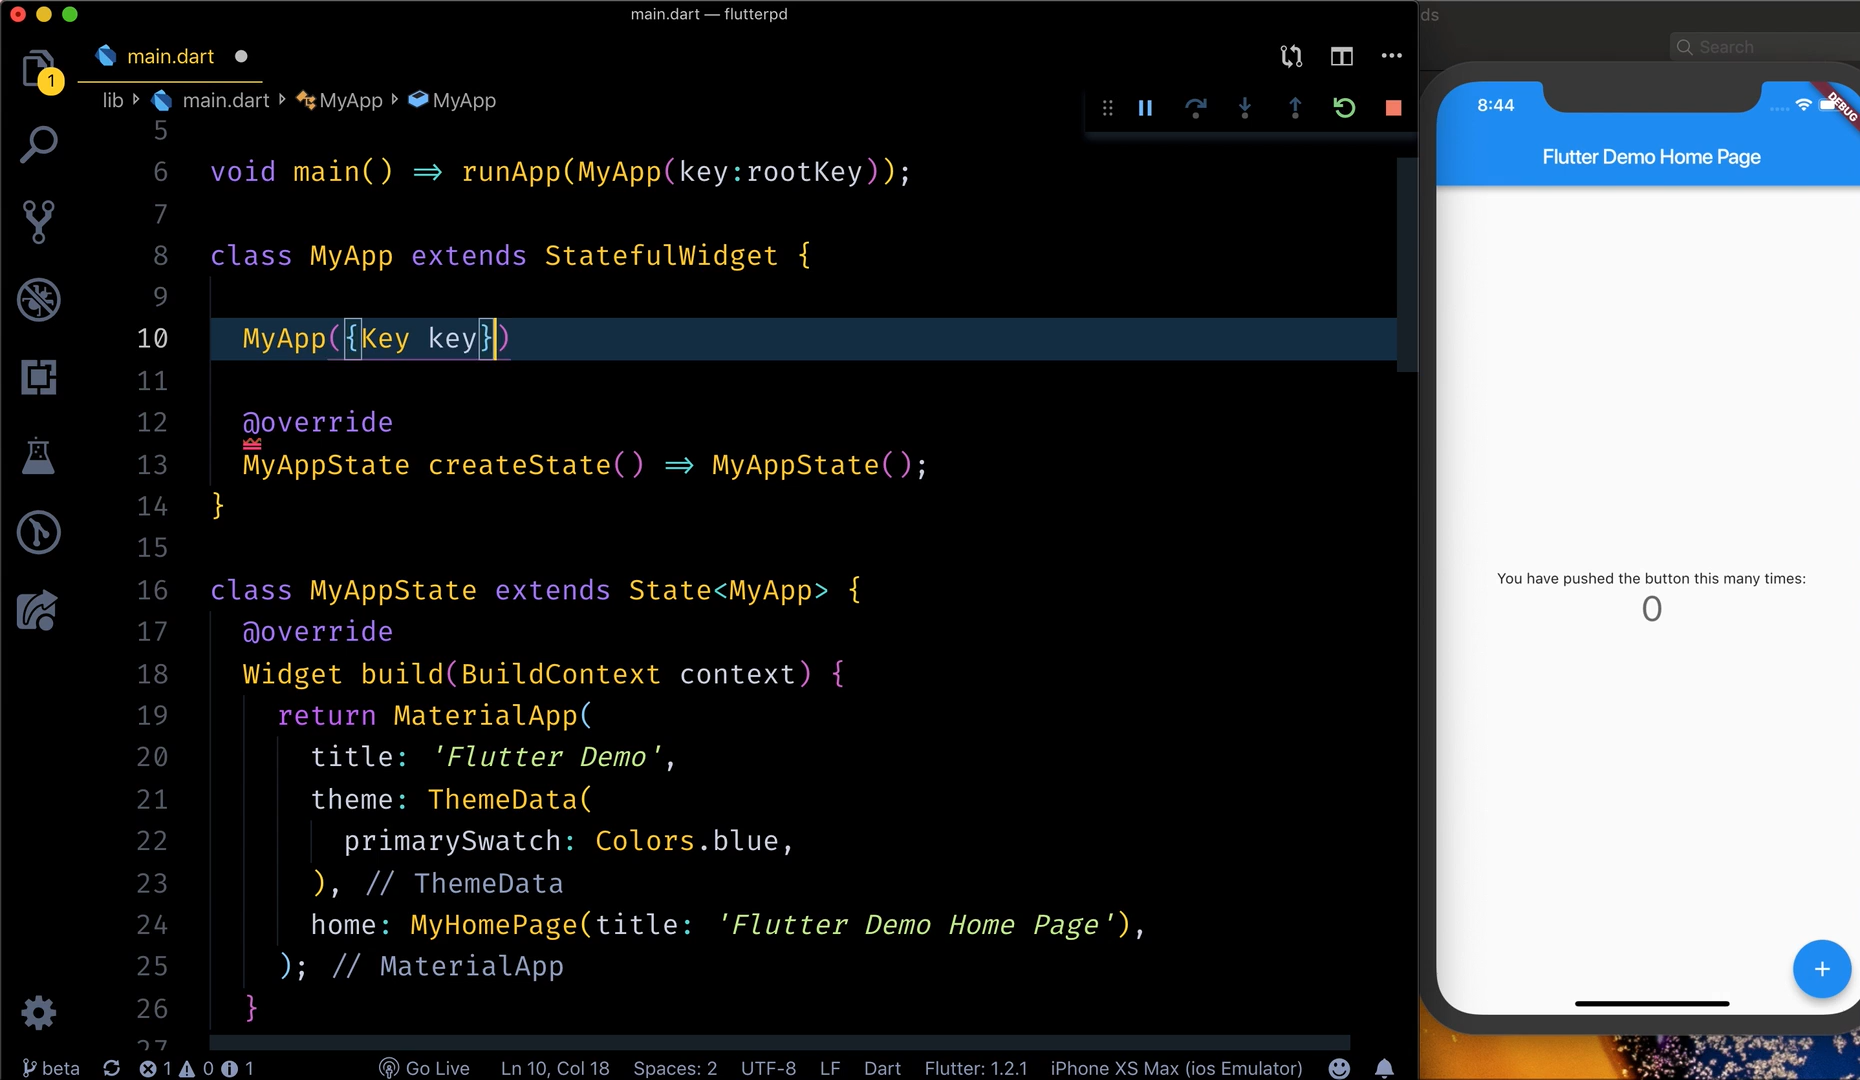 main.dart — flutterpd
ds
Search
1
main.dart
lib main.dart MyApp MyApp
5
6 void main() => runApp(MyApp(key:rootKey));
7
8 class MyApp extends StatefulWidget {
9
10 MyApp({Key key})
11
12 @override
13 MyAppState createState() => MyAppState();
14 }
15
16 class MyAppState extends State<MyApp> {
17 @override
18 Widget build(BuildContext context) {
19 return MaterialApp(
20 title: 'Flutter Demo',
21 theme: ThemeData(
22 primarySwatch: Colors.blue,
23 ), // ThemeData
24 home: MyHomePage(title: 'Flutter Demo Home Page'),
25 ); // MaterialApp
26 }
27
beta 1 0 1 Go Live Ln 10, Col 18 Spaces: 2 UTF-8 LF Dart Flutter: 1.2.1 iPhone XS Max (ios Emulator)
8:44
DEBUG
Flutter Demo Home Page
You have pushed the button this many times:
0
+